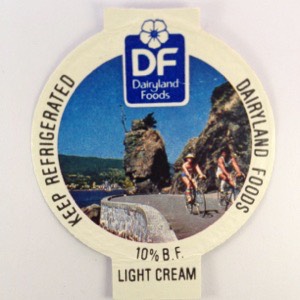 DF
Dairyland
Foods
KEEP REFRIGERATED
DAIRYLAND FOODS
10% B.F.
LIGHT CREAM